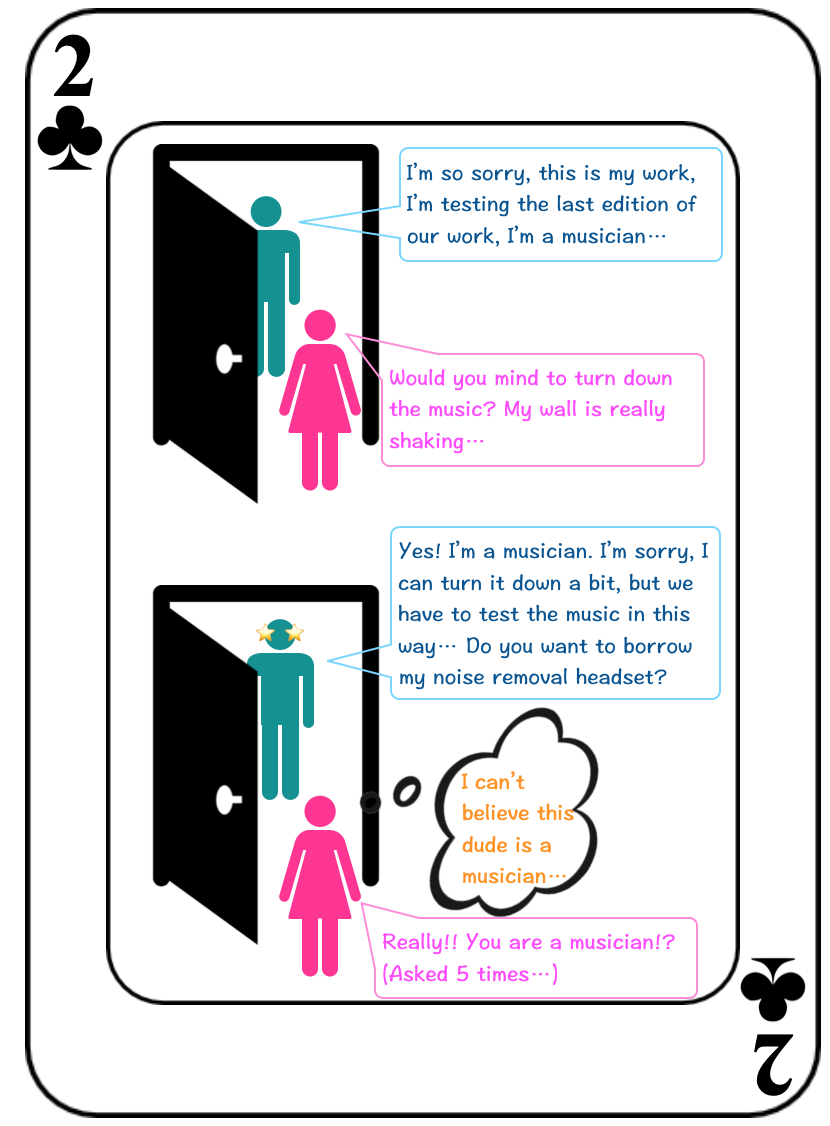 2
I'm so sorry, this is my work,
I'm testing the last edition of
our work, I'm a musician…
Would you mind to turn down
the music? My wall is really
shaking…
Yes! I'm a musician. I'm sorry, I
can turn it down a bit, but we
have to test the music in this
way… Do you want to borrow
my noise removal headset?
I can't
believe this
dude is a
musician…
Really!! You are a musician!?
(Asked 5 times…)
2